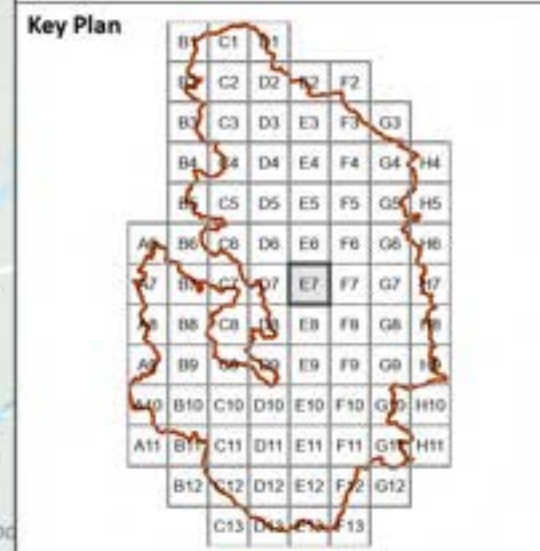 Key Plan
B1 C1 D1
B2 C2 D2 E2 F2
B3 C3 D3 E3 F3 G3
B4 C4 D4 E4 F4 G4 H4
B5 C5 D5 E5 F5 G5 H5
A6 B6 C6 D6 E6 F6 G6 H6
A7 B7 C7 D7 E7 F7 G7 H7
A8 B8 C8 D8 E8 F8 G8 H8
A9 B9 C9 D9 E9 F9 G9 H9
A10 B10 C10 D10 E10 F10 G10 H10
A11 B11 C11 D11 E11 F11 G11 H11
B12 C12 D12 E12 F12 G12
C13 D13 E13 F13